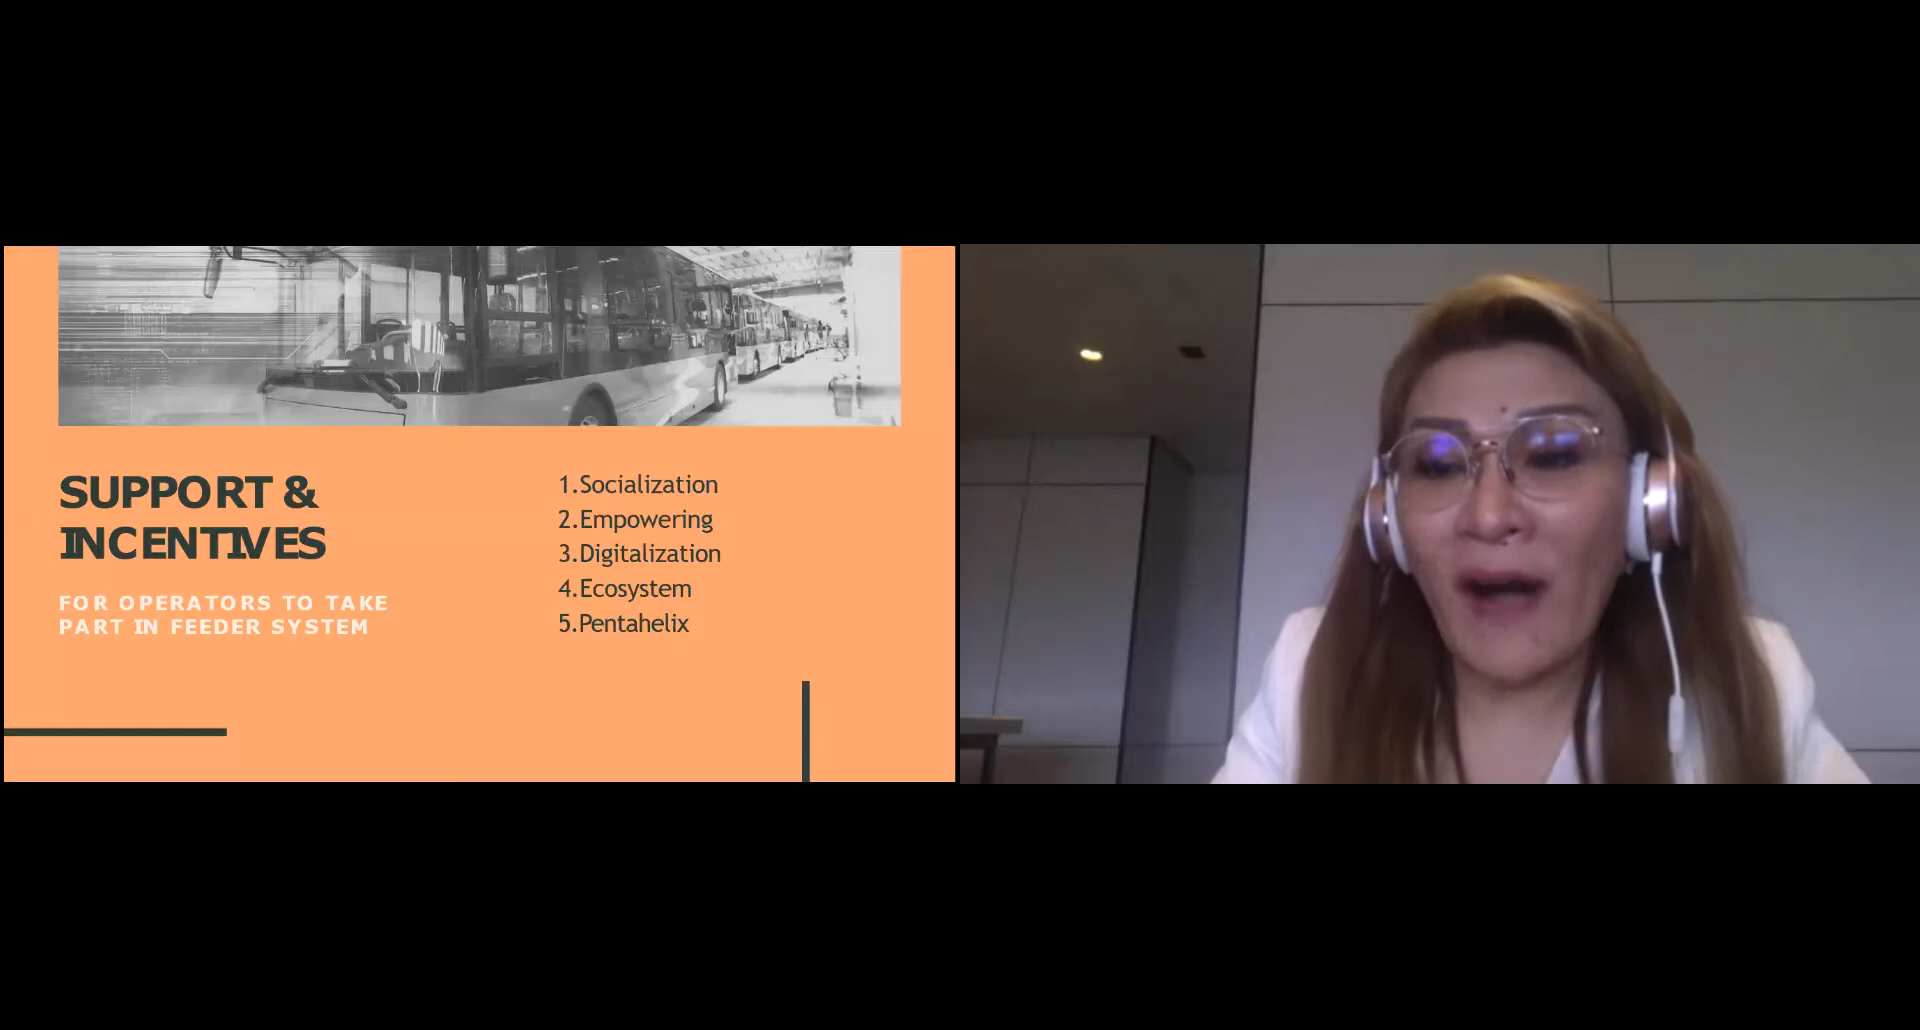 SUPPORT &
INCENTIVES
FOR OPERATORS TO TAKE
PART IN FEEDER SYSTEM
1.Socialization
2.Empowering
3.Digitalization
4.Ecosystem
5.Pentahelix